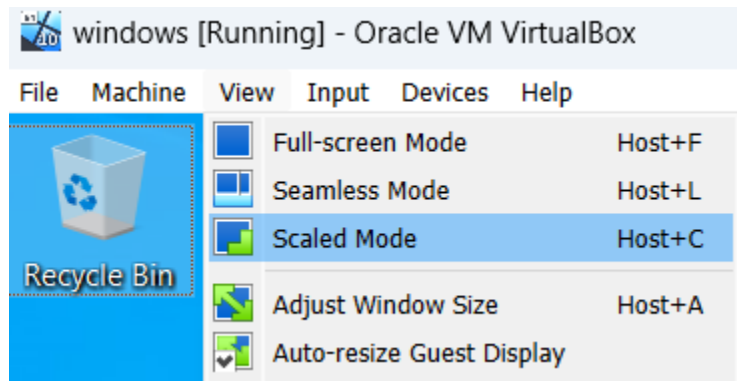 windows [Running] - Oracle VM VirtualBox
File Machine View Input Devices Help
Full-screen Mode Host+F
Seamless Mode Host+L
Scaled Mode Host+C
Recycle Bin
Adjust Window Size Host+A
Auto-resize Guest Display